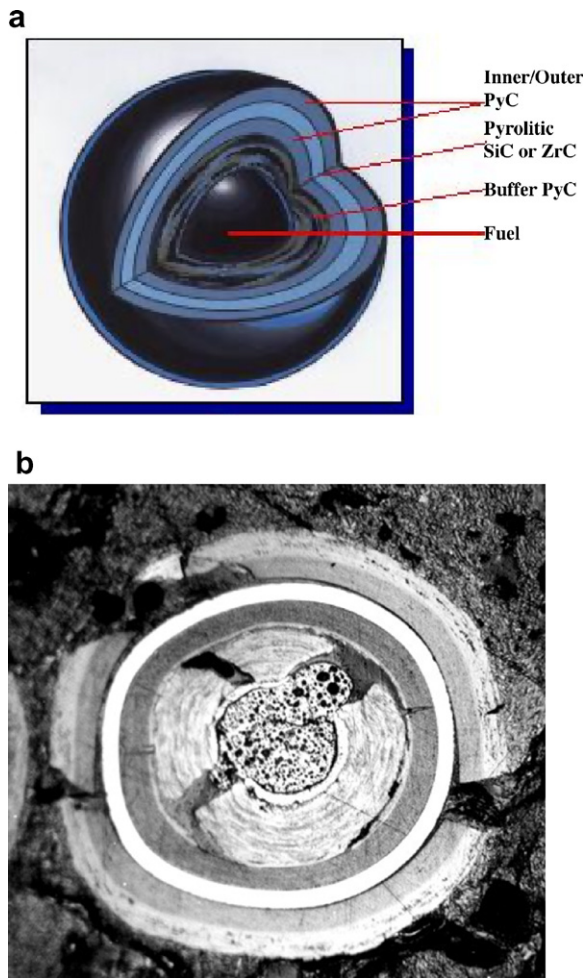 a
Inner/Outer
PyC
Pyrolitic
SiC or ZrC
Buffer PyC
Fuel
b